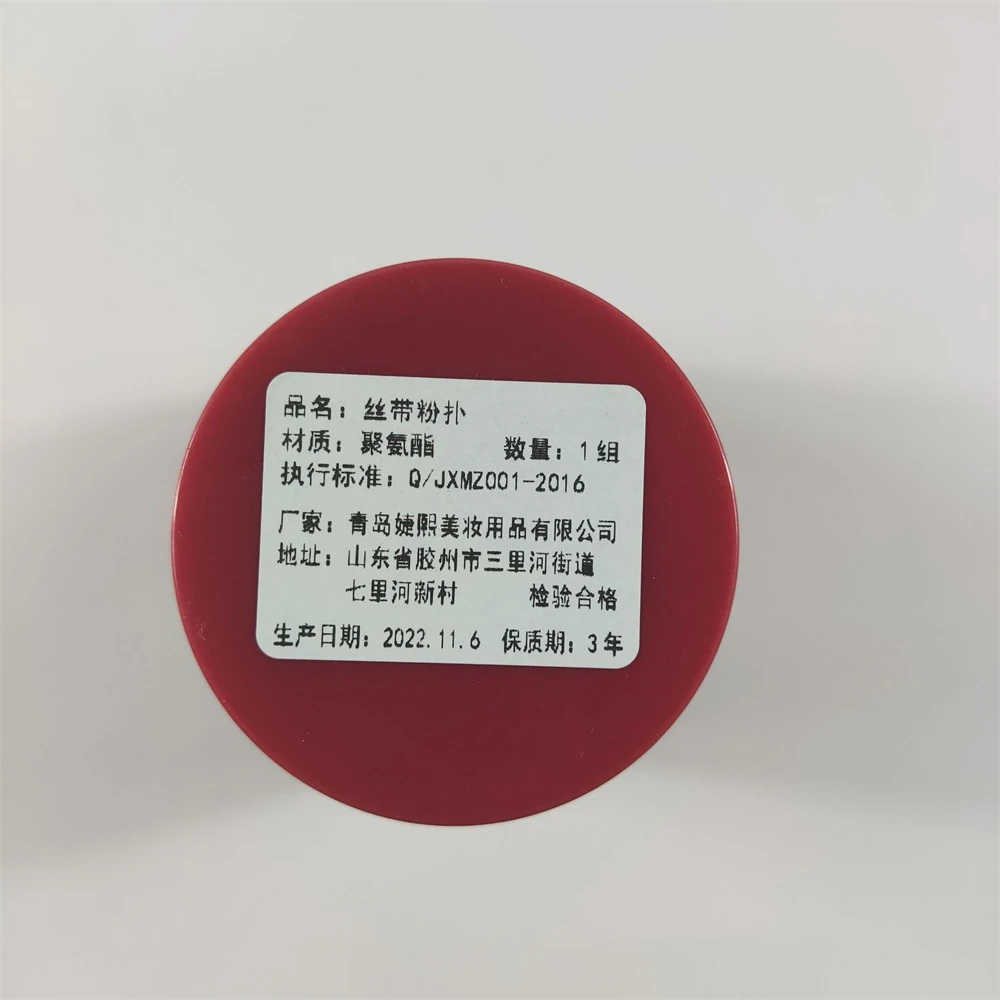 品名：丝带粉扑
材质：聚氨酯 数量：1组
执行标准：Q/JXMZ001-2016
厂家：青岛婕熙美妆用品有限公司
地址：山东省胶州市三里河街道
七里河新村 检验合格
生产日期：2022.11.6 保质期：3年